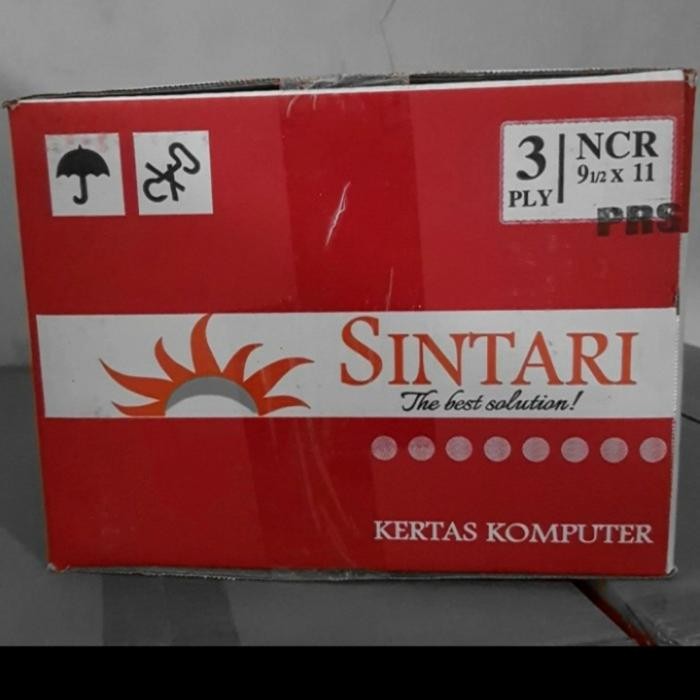 3 PLY
NCR
9 1/2 X 11
PRS
SINTARI
The best solution!
KERTAS KOMPUTER